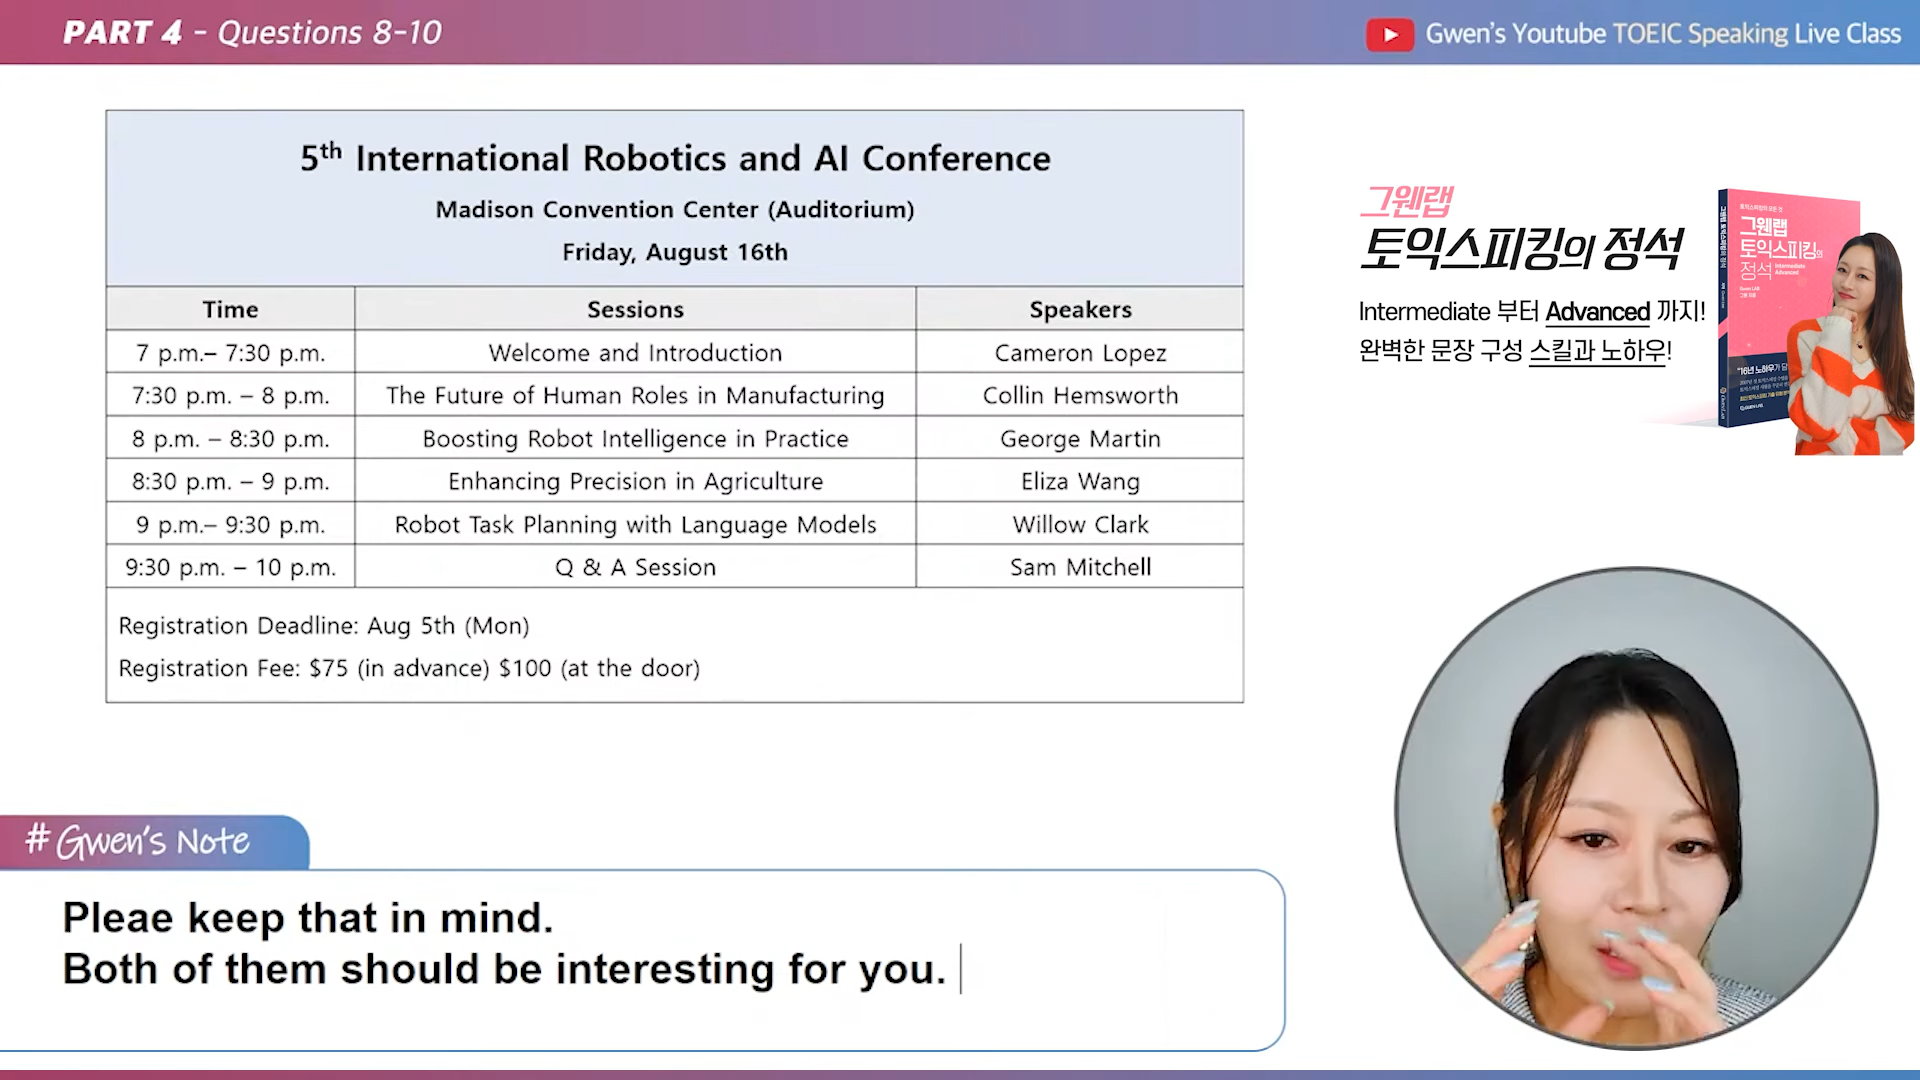 PART 4 - Questions 8-10
Gwen's Youtube TOEIC Speaking Live Class
5th International Robotics and AI Conference
Madison Convention Center (Auditorium)
Friday, August 16th
Time Sessions Speakers
7 p.m.– 7:30 p.m. Welcome and Introduction Cameron Lopez
7:30 p.m. – 8 p.m. The Future of Human Roles in Manufacturing Collin Hemsworth
8 p.m. – 8:30 p.m. Boosting Robot Intelligence in Practice George Martin
8:30 p.m. – 9 p.m. Enhancing Precision in Agriculture Eliza Wang
9 p.m.– 9:30 p.m. Robot Task Planning with Language Models Willow Clark
9:30 p.m. – 10 p.m. Q & A Session Sam Mitchell
Registration Deadline: Aug 5th (Mon)
Registration Fee: $75 (in advance) $100 (at the door)
그웬랩
토익스피킹의 정석
Intermediate 부터 Advanced 까지!
완벽한 문장 구성 스킬과 노하우!
그웬랩
토익스피킹의
정석 Intermediate
Advanced
# Gwen's Note
Pleae keep that in mind.
Both of them should be interesting for you.